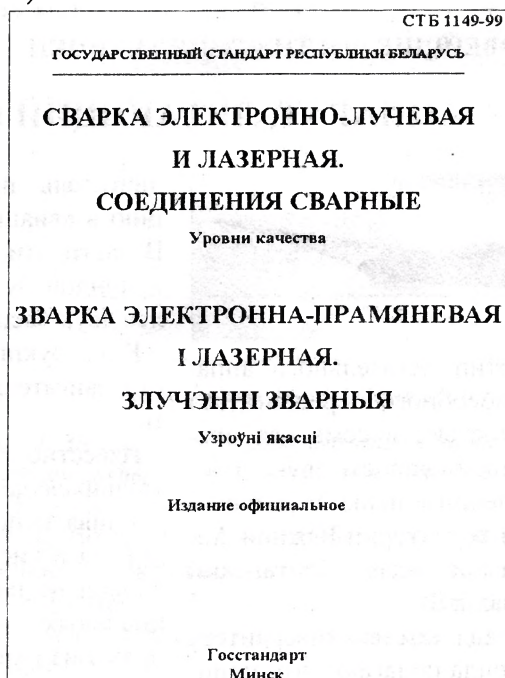 СТ Б 1149-99
ГОСУДАРСТВЕННЫЙ СТАНДАРТ РЕСПУБЛИКИ БЕЛАРУСЬ
СВАРКА ЭЛЕКТРОННО-ЛУЧЕВАЯ
И ЛАЗЕРНАЯ.
СОЕДИНЕНИЯ СВАРНЫЕ
Уровни качества
ЗВАРКА ЭЛЕКТРОННА-ПРАМЯНЕВАЯ
І ЛАЗЕРНАЯ.
ЗЛУЧЭННІ ЗВАРНЫЯ
Узроўні якасці
Издание официальное
Госстандарт
Минск